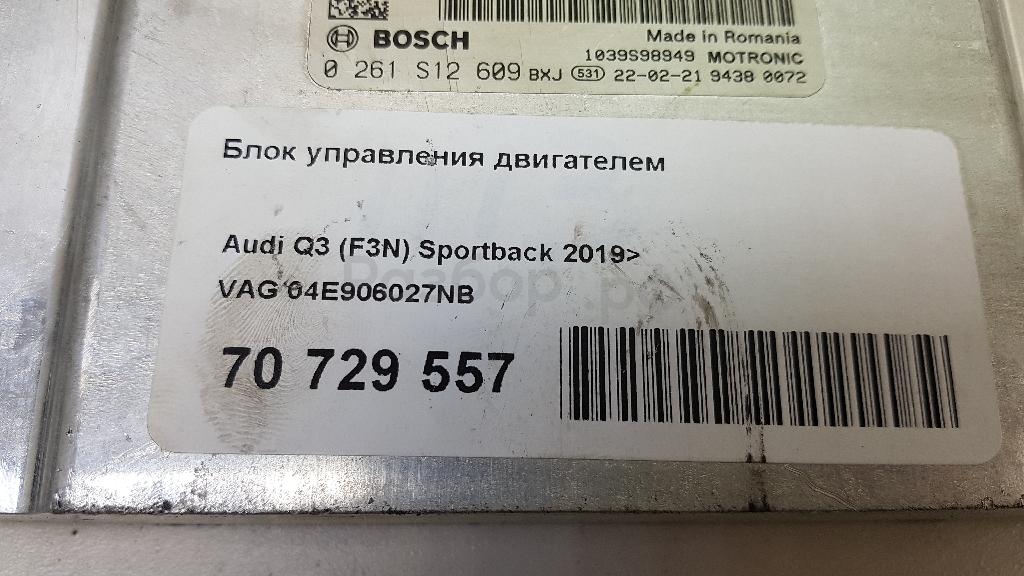 BOSCH
Made in Romania
1039S98949 MOTRONIC
0 261 S12 609 BXJ 531 22-02-21 9438 0072
Блок управления двигателем
Audi Q3 (F3N) Sportback 2019>
VAG 04E906027NB
70 729 557